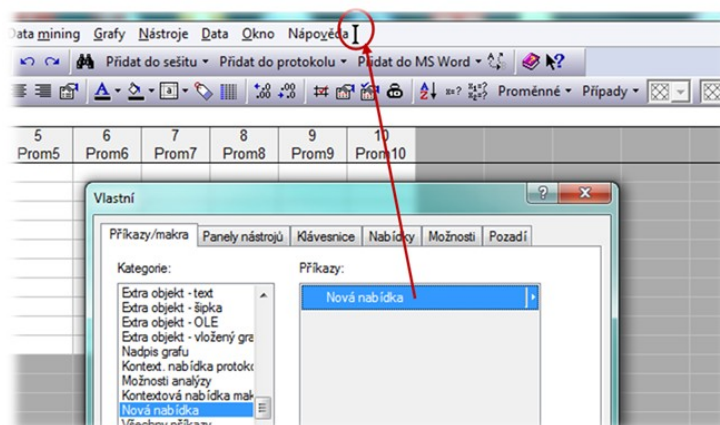 Data mining Grafy Nástroje Data Okno Nápověda
Přidat do sešitu Přidat do protokolu Přidat do MS Word
Proměnné Případy
5 6 7 8 9 10
Prom5 Prom6 Prom7 Prom8 Prom9 Prom10
Vlastní
Příkazy/makra Panely nástrojů Klávesnice Nabídky Možnosti Pozadí
Kategorie: Příkazy:
Extra objekt - text
Nová nabídka
Extra objekt - šipka
Extra objekt - OLE
Extra objekt - vložený gra
Nadpis grafu
Kontext. nabídka protoko
Možnosti analýzy
Kontextová nabídka mak
Nová nabídka
Všechny příkazy